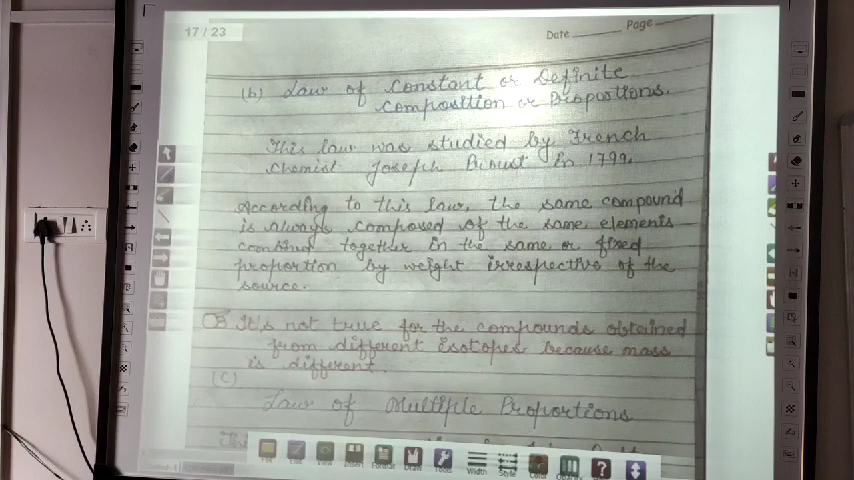 17 / 23
Date
Page
(b) Law of constant or Definite
composition or Proportions.
This law was studied by French
chemist Joseph Proust in 1799.
According to this law, the same compound
is always composed of the same elements
together in the same or fixed
proportion by weight irrespective of the
source.
It's not true for the compounds obtained
from different isotopes because mass
is different.
(C)
Law of Multiple Proportions
File
Edit
View
Insert
Format
Draw
Tools
Width
Style
Color